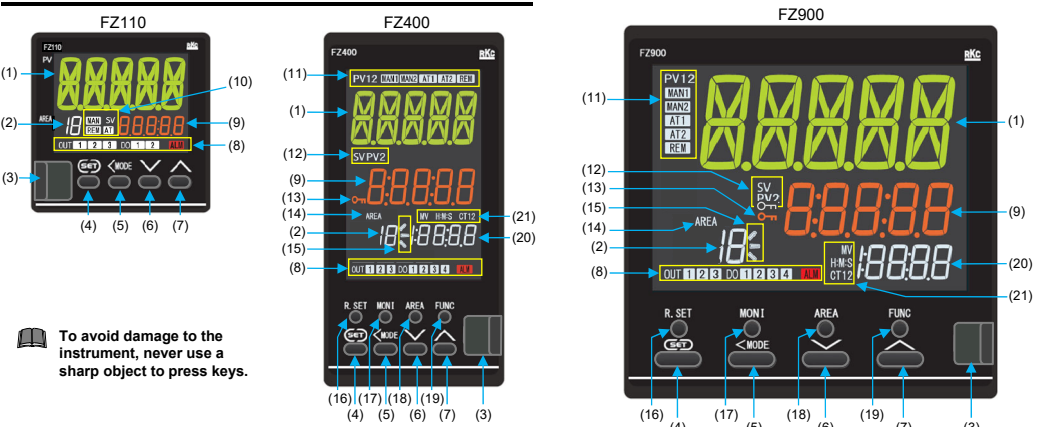 FZ110
FZ110
RKC
PV
(1)
(10)
(2)
AREA
MAN SV
REM AT
(9)
OUT 1 2 3 DO 1 2 ALM
(8)
(3)
SET
<MODE
(4)
(5)
(6)
(7)
To avoid damage to the
instrument, never use a
sharp object to press keys.
FZ400
FZ400
RKC
(11)
PV12 MAN1 MAN2 AT1 AT2 REM
(1)
(12)
SV PV2
(9)
(13)
(14)
AREA
MV H-M-S CT12
(21)
(2)
(20)
(15)
(8)
OUT 1 2 3 DO 1 2 3 4 ALM
R.SET MONI AREA FUNC
SET
<MODE
(16) (17) (18) (19)
(4) (5) (6) (7) (3)
FZ900
FZ900
RKC
PV12
MAN1
MAN2
AT1
AT2
REM
(11)
(1)
(12)
SV
PV2
(13)
(15)
(9)
(14)
AREA
(2)
MV
H-M-S
CT12
(20)
(8)
OUT 1 2 3 DO 1 2 3 4 ALM
(21)
R.SET MONI AREA FUNC
SET
<MODE
(16) (17) (18) (19)
(4) (5) (6) (7) (3)